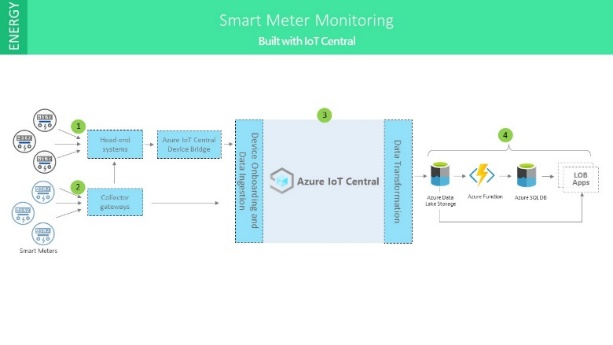 ENERGY
Smart Meter Monitoring
Built with IoT Central
1
Head-end
systems
Azure IoT Central
Device Bridge
2
Collector
gateways
Smart Meters
3
Device Onboarding and
Data Ingestion
Azure IoT Central
Data Transformation
4
Azure Data
Lake Storage
Azure Function
Azure SQL DB
LOB
Apps